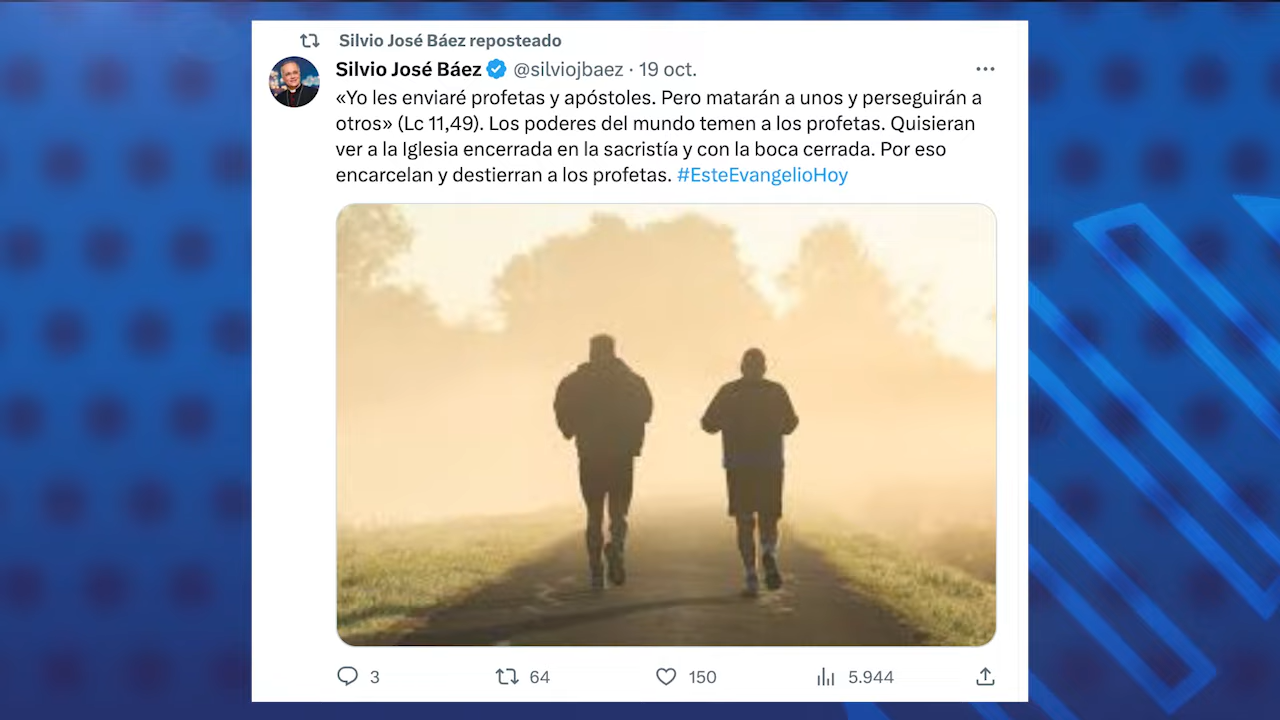 Silvio José Báez reposteado
Silvio José Báez @silviojbaez · 19 oct.
«Yo les enviaré profetas y apóstoles. Pero matarán a unos y perseguirán a
otros» (Lc 11,49). Los poderes del mundo temen a los profetas. Quisieran
ver a la Iglesia encerrada en la sacristía y con la boca cerrada. Por eso
encarcelan y destierran a los profetas. #EsteEvangelioHoy
3 64 150 5.944